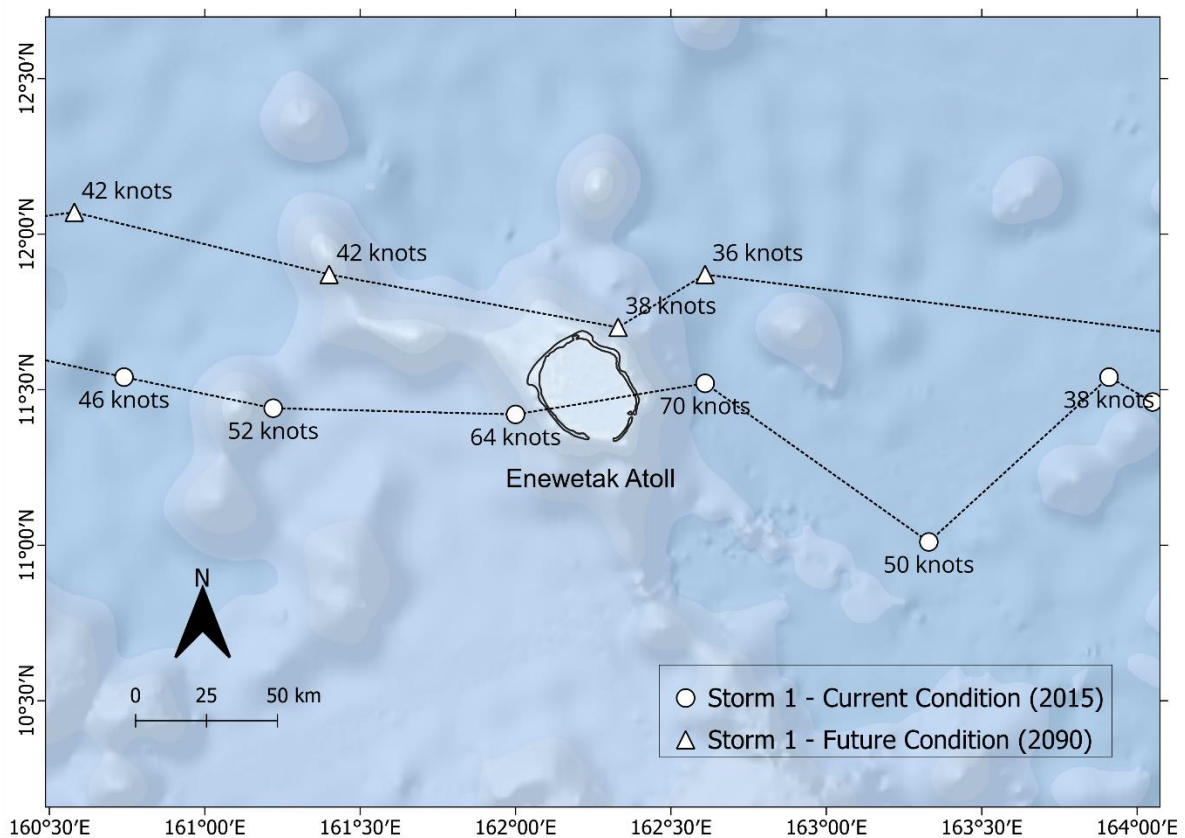 12°30'N
12°00'N
11°30'N
11°00'N
10°30'N
42 knots
42 knots
36 knots
38 knots
46 knots
52 knots
64 knots
70 knots
38 knots
50 knots
Enewetak Atoll
N
0 25 50 km
Storm 1 - Current Condition (2015)
Storm 1 - Future Condition (2090)
160°30'E 161°00'E 161°30'E 162°00'E 162°30'E 163°00'E 163°30'E 164°00'E